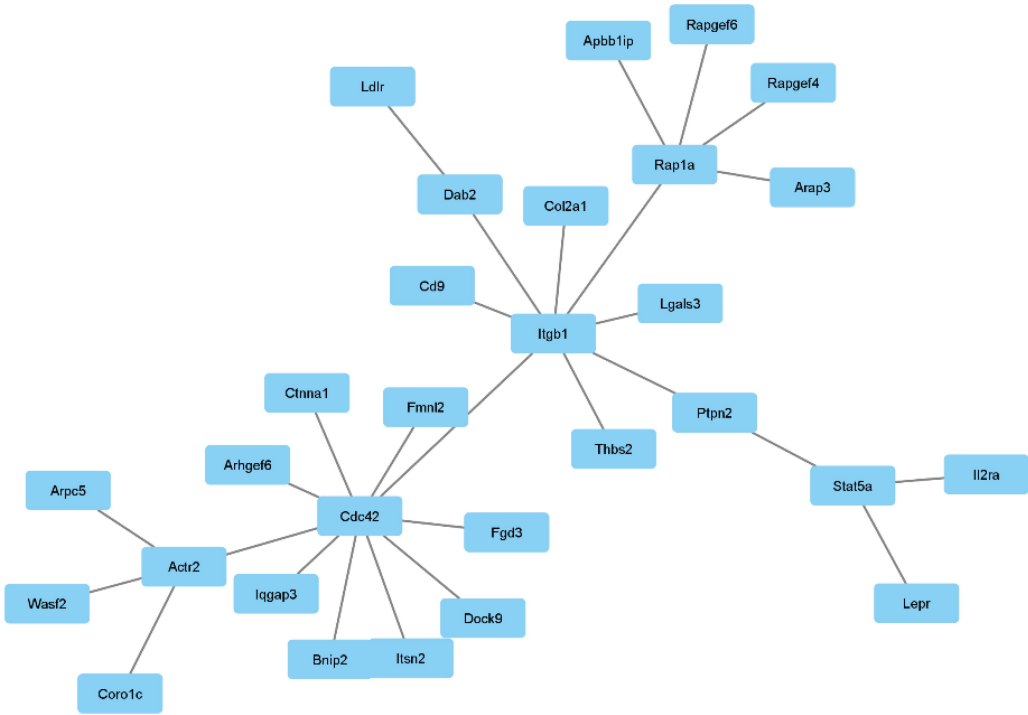 Rapgef6
Apbb1ip
Ldlr
Rapgef4
Rap1a
Arap3
Dab2
Col2a1
Cd9
Lgals3
Itgb1
Ctnna1
Fmnl2
Ptpn2
Thbs2
Arhgef6
Il2ra
Arpc5
Stat5a
Cdc42
Fgd3
Actr2
Iqgap3
Wasf2
Lepr
Dock9
Bnip2
Itsn2
Coro1c